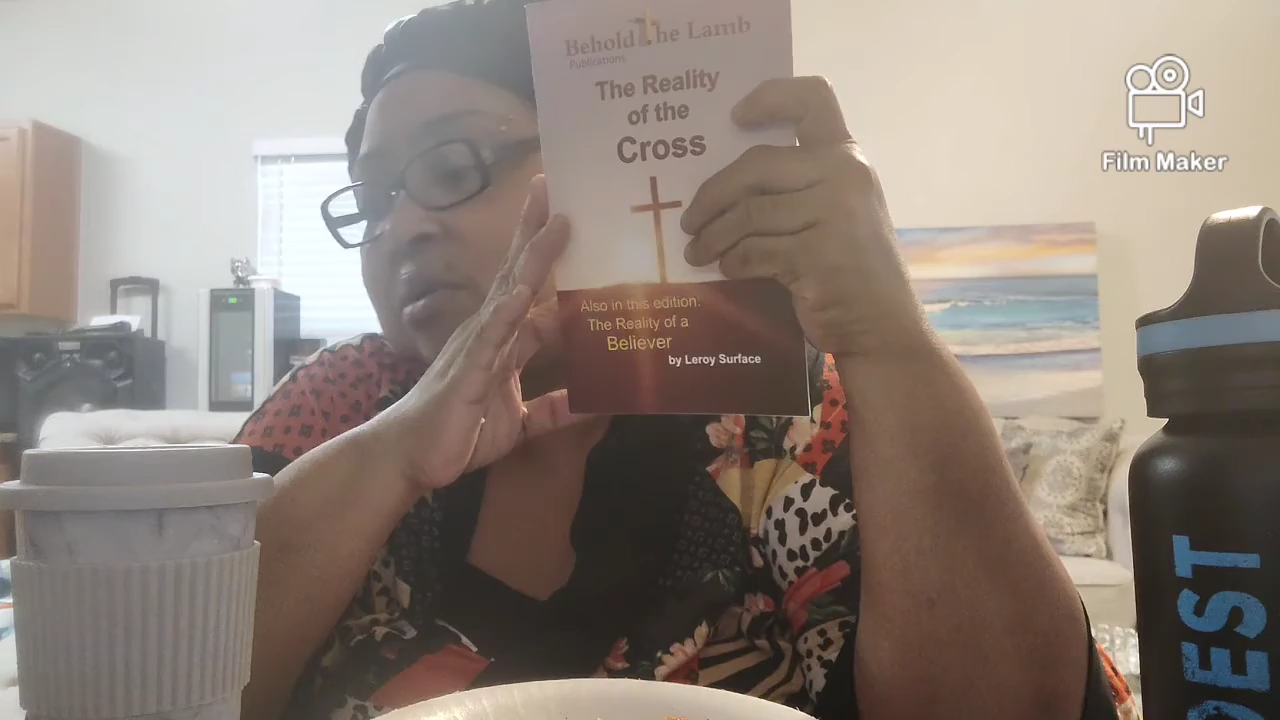 Behold the Lamb
Publications
The Reality
of the
Cross
Also in this edition:
The Reality of a
Believer
by Leroy Surface
Film Maker
DEST